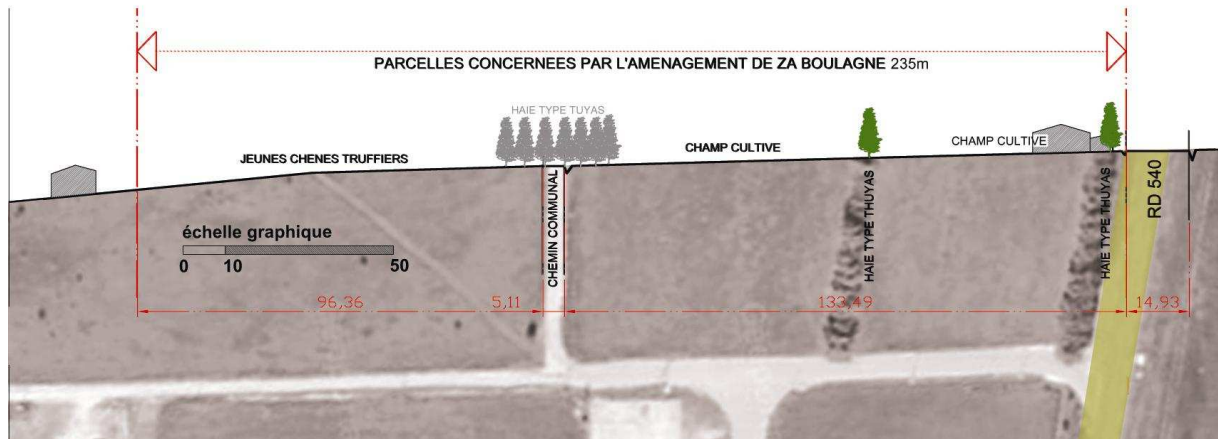 PARCELLES CONCERNEES PAR L'AMENAGEMENT DE ZA BOULAGNE 235m
HAIE TYPE TUYAS
JEUNES CHENES TRUFFIERS
CHAMP CULTIVE
CHAMP CULTIVE
CHEMIN COMMUNAL
HAIE TYPE THUYAS
HAIE TYPE THUYAS
RD 540
échelle graphique
0 10 50
96,36 5,11 133,49 14,93